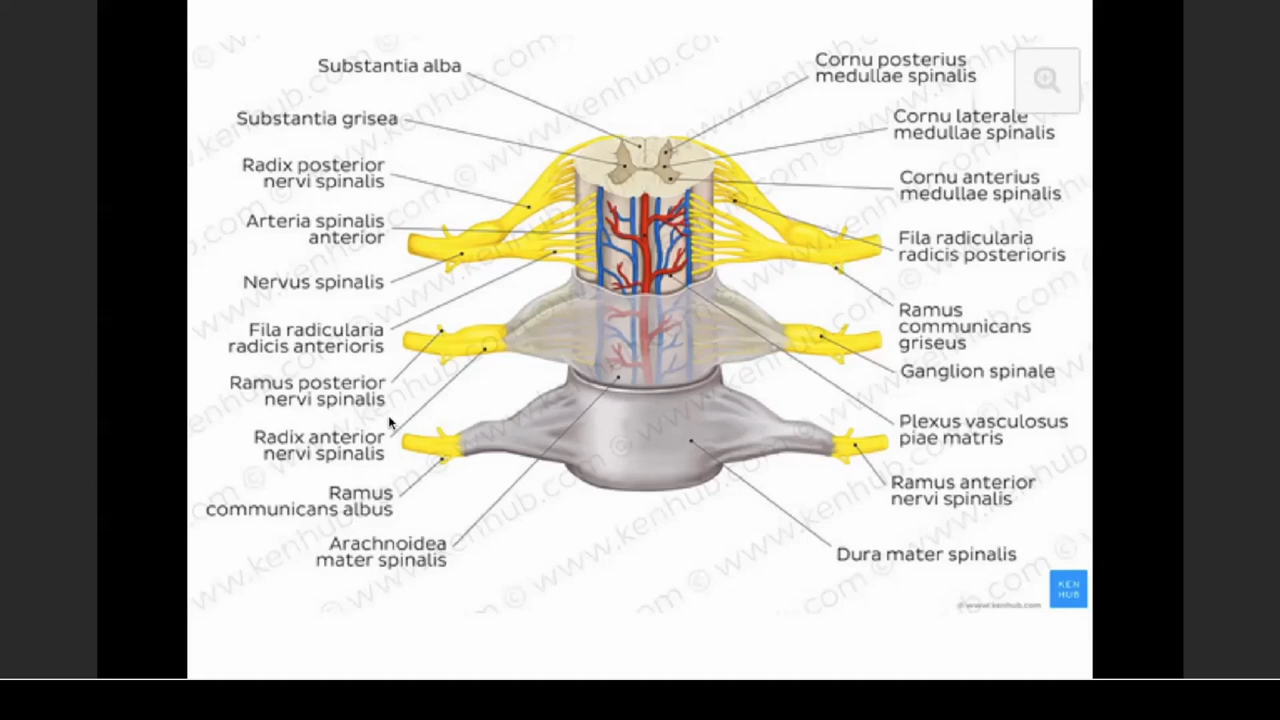 Substantia alba
Substantia grisea
Radix posterior
nervi spinalis
Arteria spinalis
anterior
Nervus spinalis
Fila radicularia
radicis anterioris
Ramus posterior
nervi spinalis
Radix anterior
nervi spinalis
Ramus
communicans albus
Arachnoidea
mater spinalis
Cornu posterius
medullae spinalis
Cornu laterale
medullae spinalis
Cornu anterius
medullae spinalis
Fila radicularia
radicis posterioris
Ramus
communicans
griseus
Ganglion spinale
Plexus vasculosus
piae matris
Ramus anterior
nervi spinalis
Dura mater spinalis
KEN
HUB
© www.kenhub.com